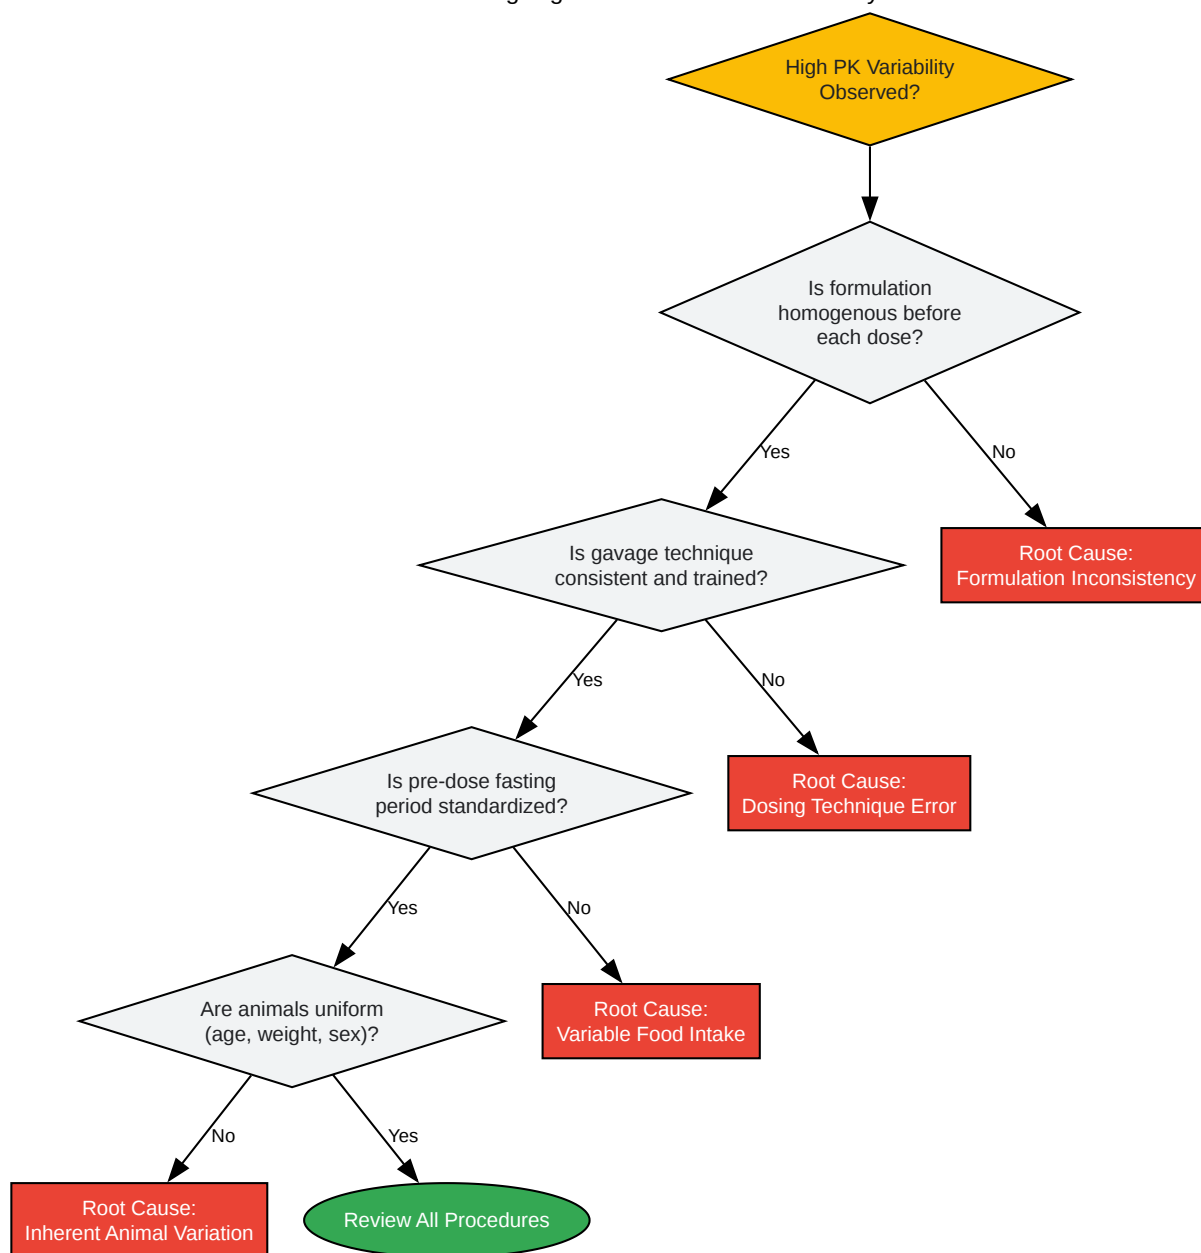 High PK Variability
Observed?
Is formulation
homogenous before
each dose?
Yes
No
Is gavage technique
consistent and trained?
Root Cause:
Formulation Inconsistency
Yes
No
Is pre-dose fasting
period standardized?
Root Cause:
Dosing Technique Error
Yes
No
Are animals uniform
(age, weight, sex)?
Root Cause:
Variable Food Intake
No
Yes
Root Cause:
Inherent Animal Variation
Review All Procedures